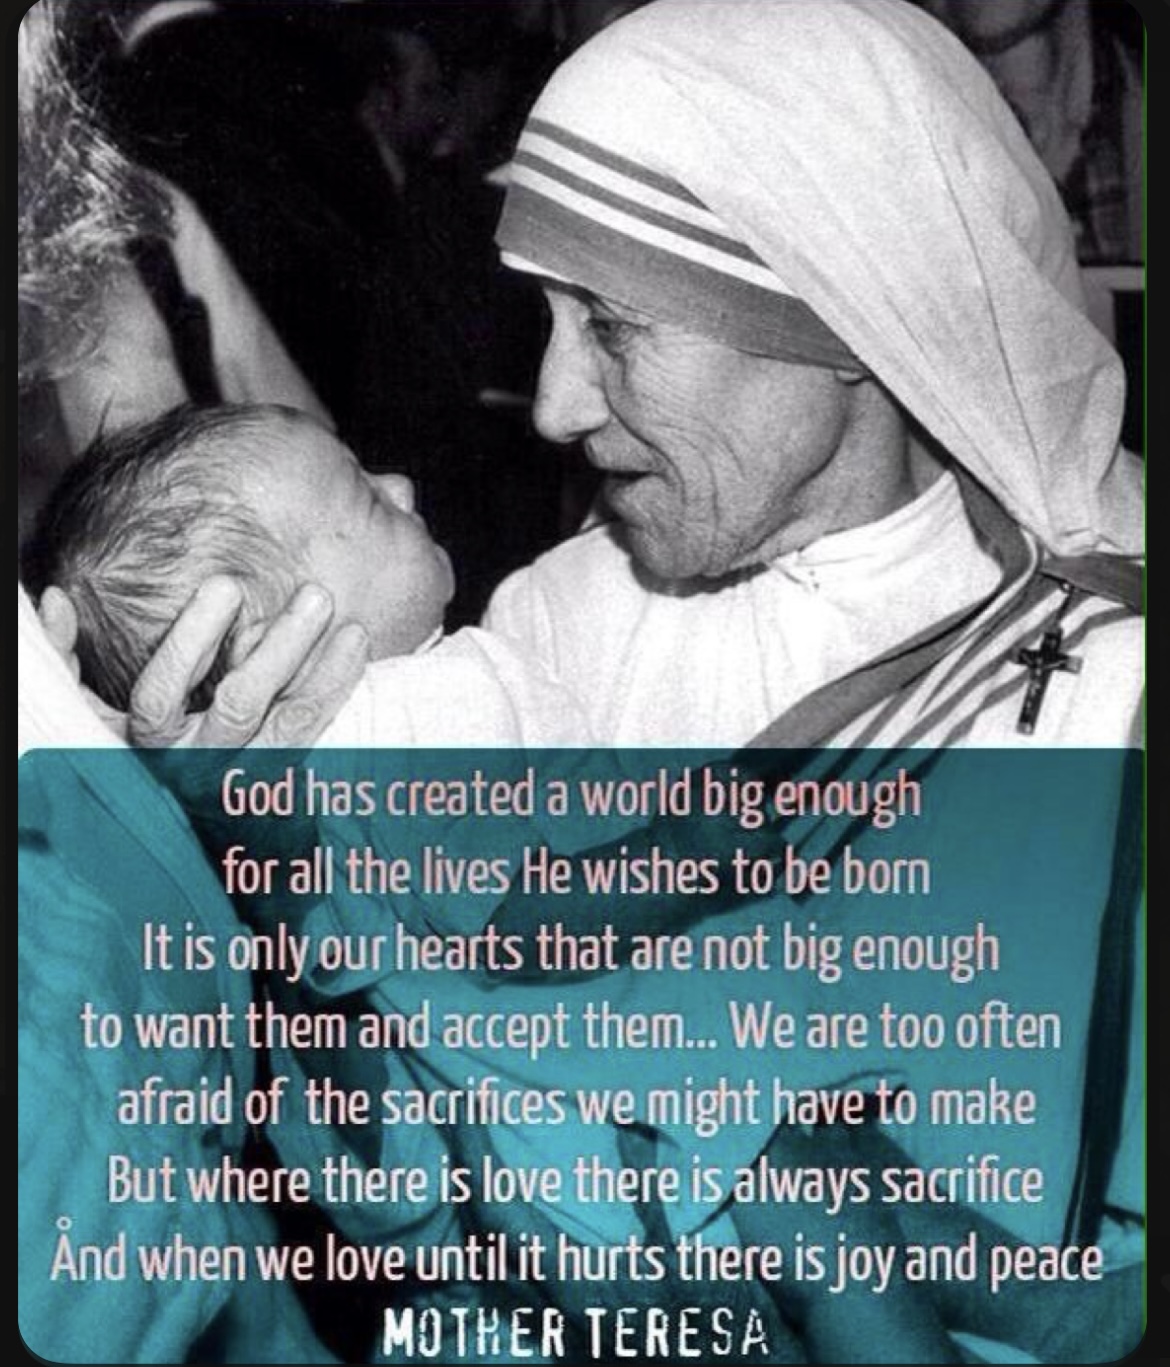 God has created a world big enough
for all the lives He wishes to be born
It is only our hearts that are not big enough
to want them and accept them... We are too often
afraid of the sacrifices we might have to make
But where there is love there is always sacrifice
Ånd when we love until it hurts there is joy and peace
MOTHER TERESA